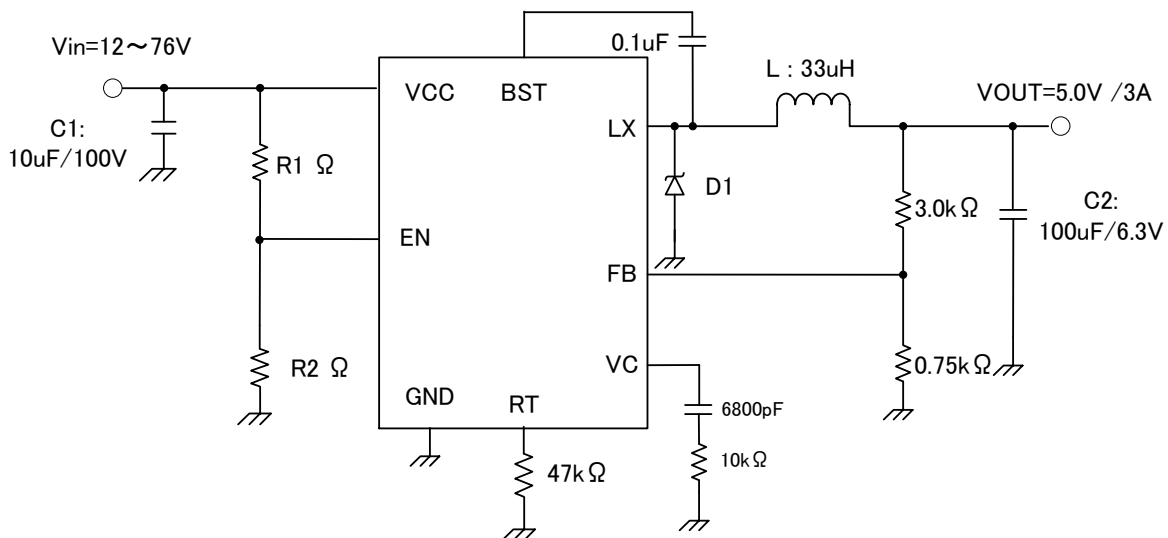 Vin=12～76V
C1:
10uF/100V
R1 Ω
R2 Ω
VCC
BST
EN
GND
RT
LX
FB
VC
47kΩ
0.1uF
L : 33uH
D1
VOUT=5.0V /3A
3.0kΩ
0.75kΩ
C2:
100uF/6.3V
6800pF
10kΩ